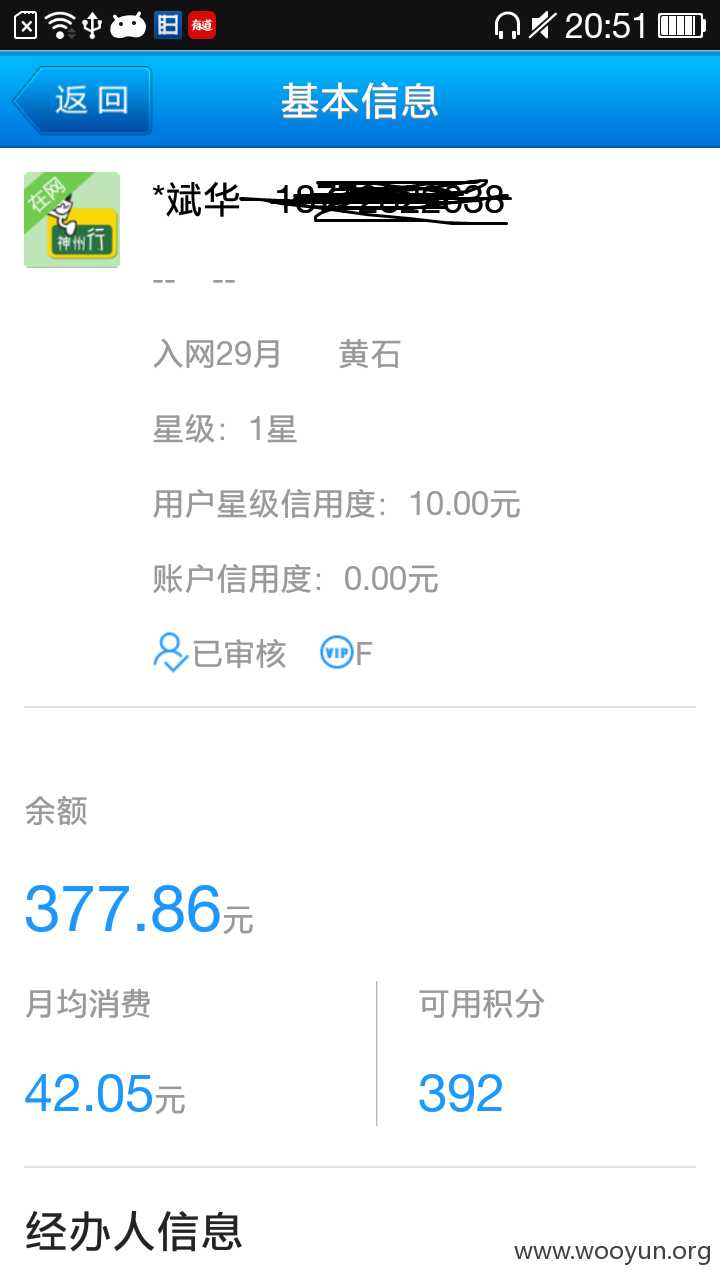 有道 20:51
返回 基本信息
在网
神州行
*斌华
-- --
入网29月 黄石
星级：1星
用户星级信用度：10.00元
账户信用度：0.00元
已审核 VIP F
余额
377.86元
月均消费 可用积分
42.05元 392
经办人信息
www.wooyun.org